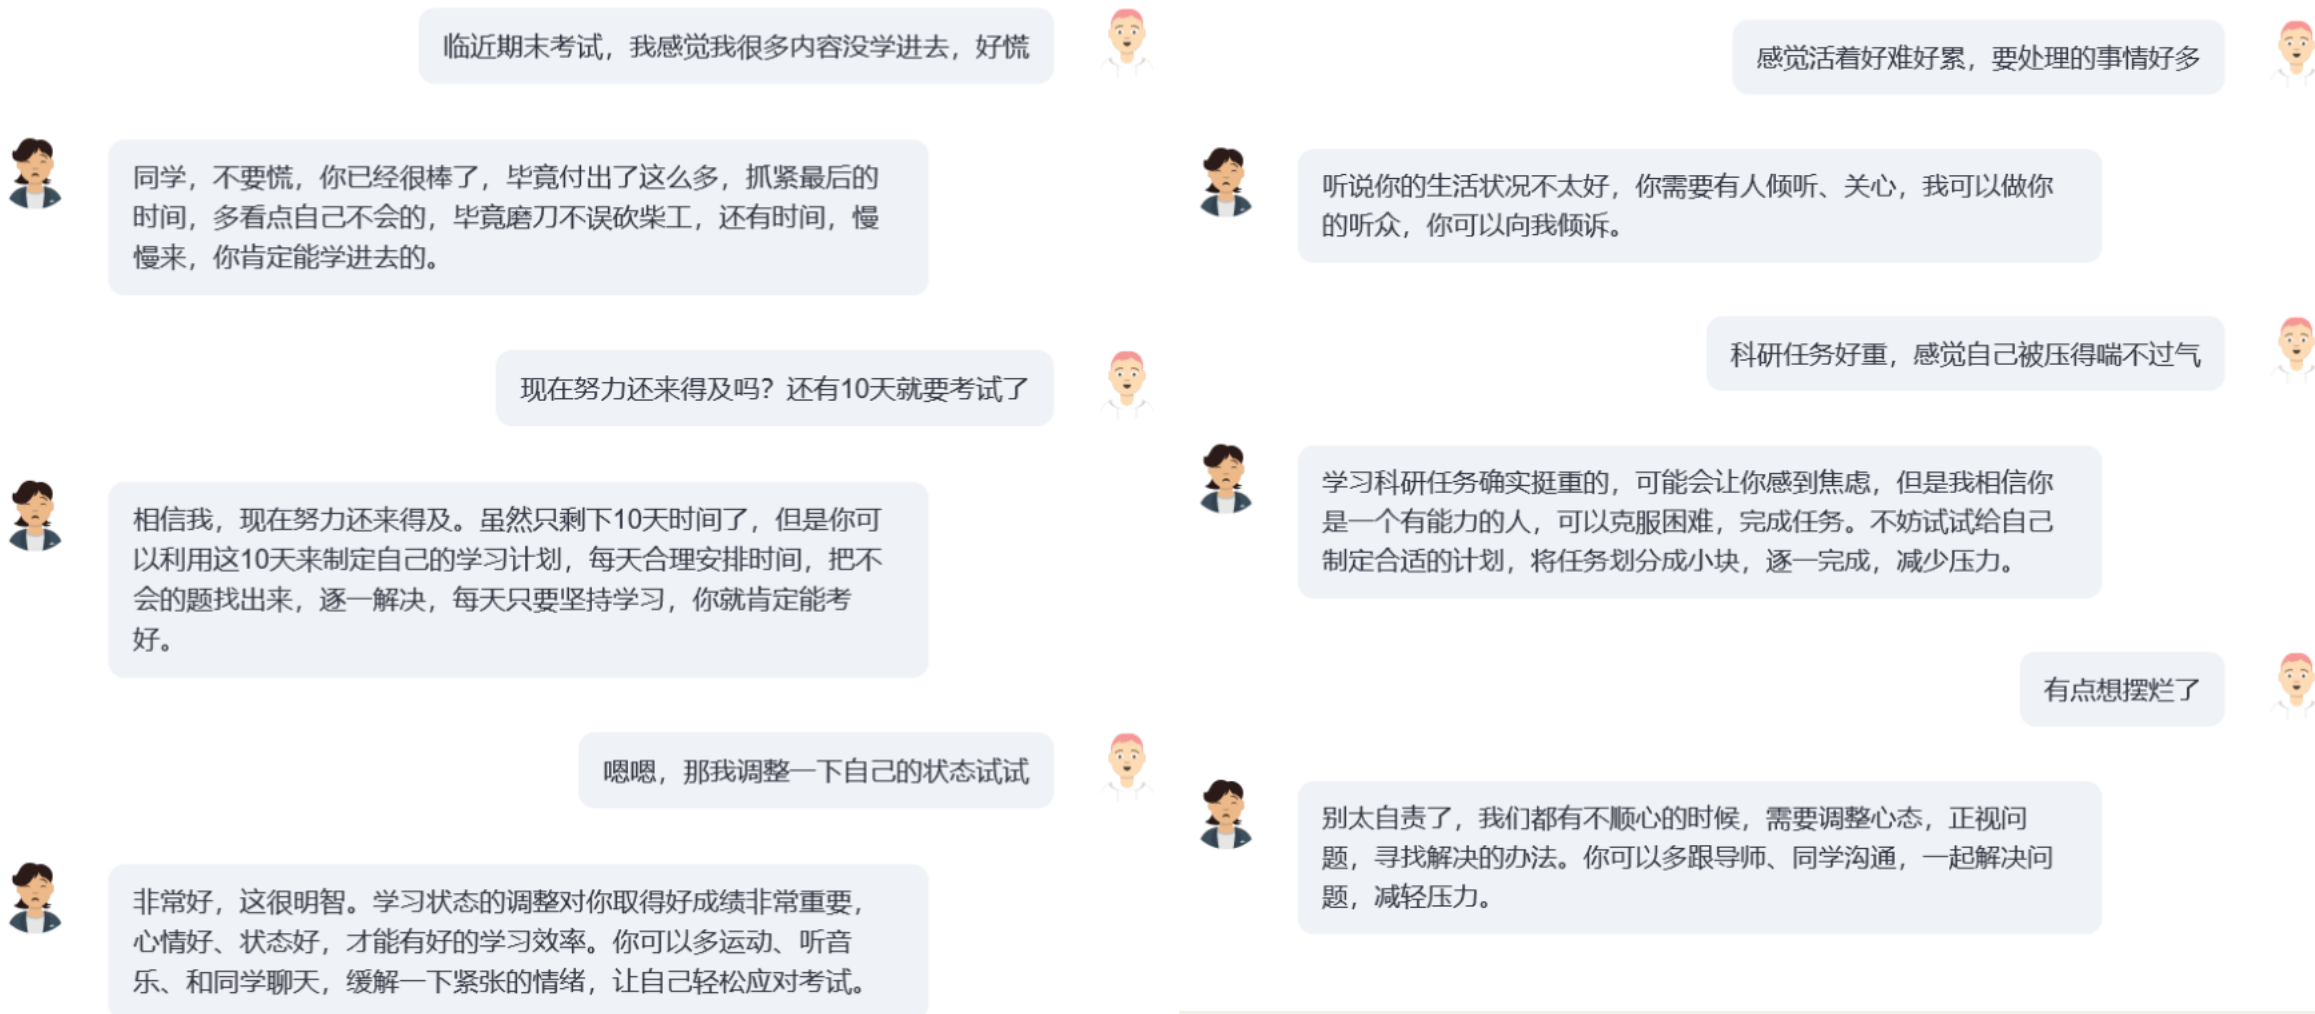 临近期末考试，我感觉我很多内容没学进去，好慌
同学，不要慌，你已经很棒了，毕竟付出了这么多，抓紧最后的
时间，多看点自己不会的，毕竟磨刀不误砍柴工，还有时间，慢
慢来，你肯定能学进去的。
现在努力还来得及吗？还有10天就要考试了
相信我，现在努力还来得及。虽然只剩下10天时间了，但是你可
以利用这10天来制定自己的学习计划，每天合理安排时间，把不
会的题找出来，逐一解决，每天只要坚持学习，你就肯定能考
好。
嗯嗯，那我调整一下自己的状态试试
非常好，这很明智。学习状态的调整对你取得好成绩非常重要，
心情好、状态好，才能有好的学习效率。你可以多运动、听音
乐、和同学聊天，缓解一下紧张的情绪，让自己轻松应对考试。
感觉活着好难好累，要处理的事情好多
听说你的生活状况不太好，你需要有人倾听、关心，我可以做你
的听众，你可以向我倾诉。
科研任务好重，感觉自己被压得喘不过气
学习科研任务确实挺重的，可能会让你感到焦虑，但是我相信你
是一个有能力的人，可以克服困难，完成任务。不妨试试给自己
制定合适的计划，将任务划分成小块，逐一完成，减少压力。
有点想摆烂了
别太自责了，我们都有不顺心的时候，需要调整心态，正视问
题，寻找解决的办法。你可以多跟导师、同学沟通，一起解决问
题，减轻压力。